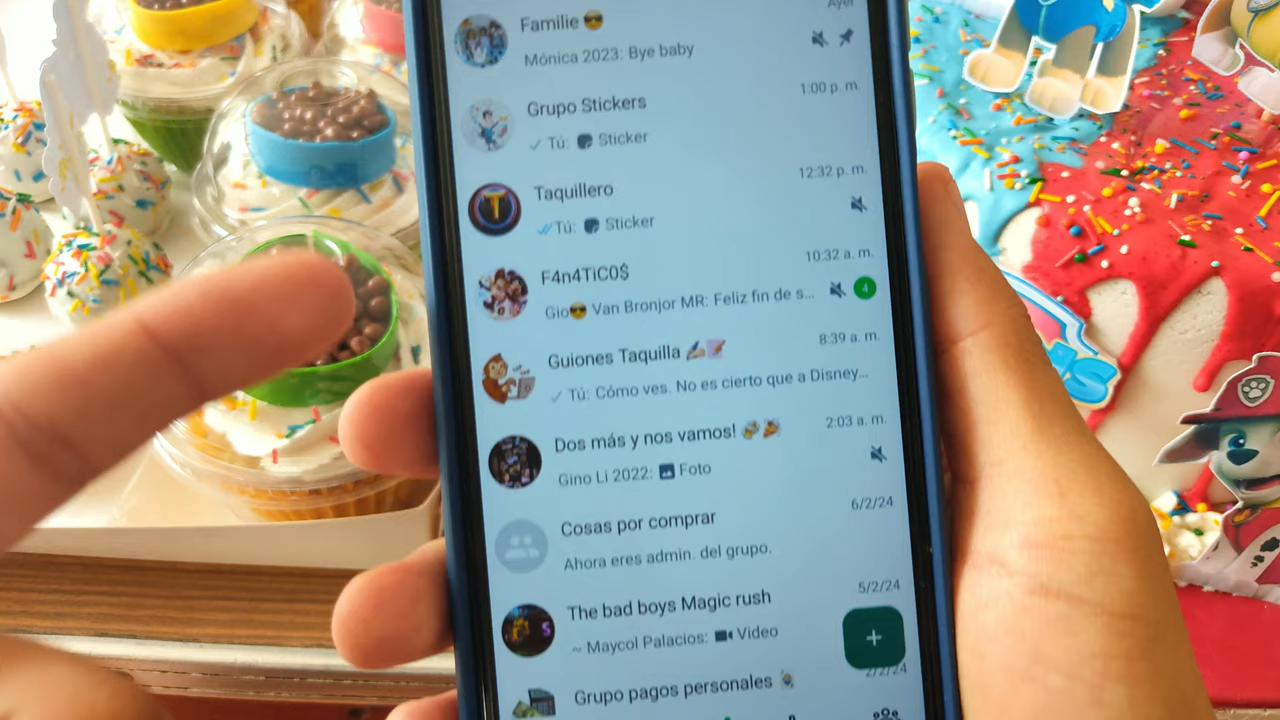 Ayer
Familie 😎
Mónica 2023: Bye baby
1:00 p. m.
Grupo Stickers
✓ Tú: Sticker
12:32 p. m.
Taquillero
T
✓✓ Tú: Sticker
10:32 a. m.
F4n4TiC0$
Gio😎 Van Bronjor MR: Feliz fin de s...
4
8:39 a. m.
Guiones Taquilla ✍️📝
✓ Tú: Cómo ves. No es cierto que a Disney...
2:03 a. m.
Dos más y nos vamos! 🍻🎉
Gino Li 2022: Foto
6/2/24
Cosas por comprar
Ahora eres admin. del grupo.
5/2/24
The bad boys Magic rush
~ Maycol Palacios: Video
+
2/2/24
Grupo pagos personales